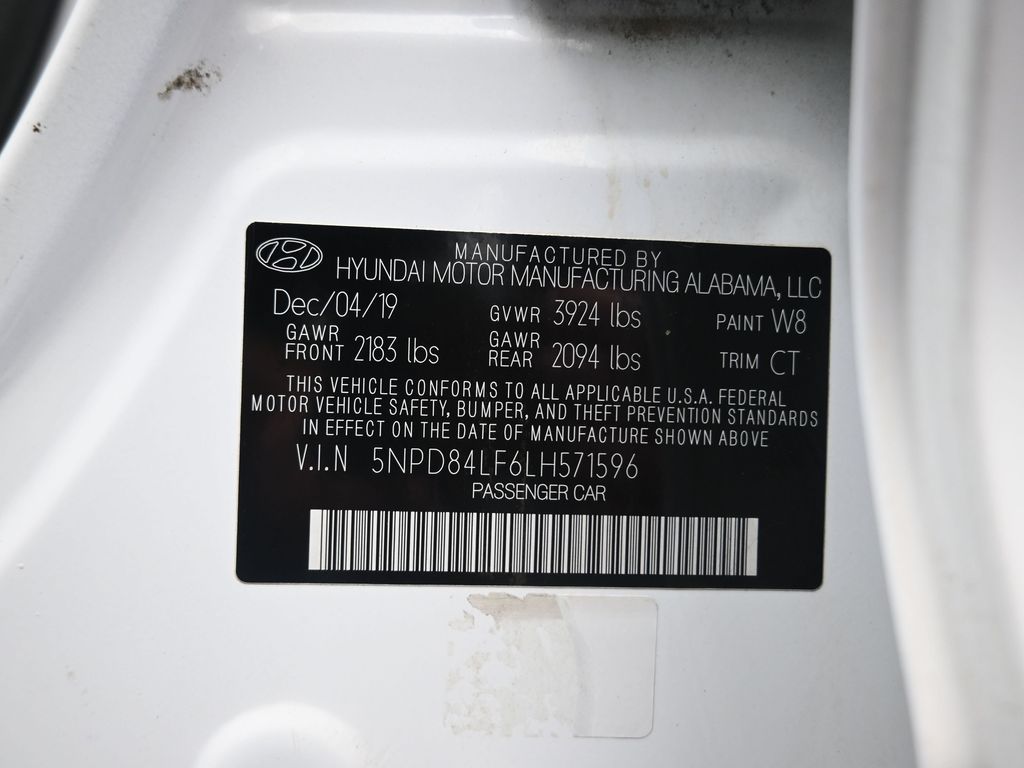 MANUFACTURED BY
HYUNDAI MOTOR MANUFACTURING ALABAMA, LLC
Dec/04/19 GVWR 3924 lbs PAINT W8
GAWR FRONT 2183 lbs GAWR REAR 2094 lbs TRIM CT
THIS VEHICLE CONFORMS TO ALL APPLICABLE U.S.A. FEDERAL
MOTOR VEHICLE SAFETY, BUMPER, AND THEFT PREVENTION STANDARDS
IN EFFECT ON THE DATE OF MANUFACTURE SHOWN ABOVE
V.I.N 5NPD84LF6LH571596
PASSENGER CAR